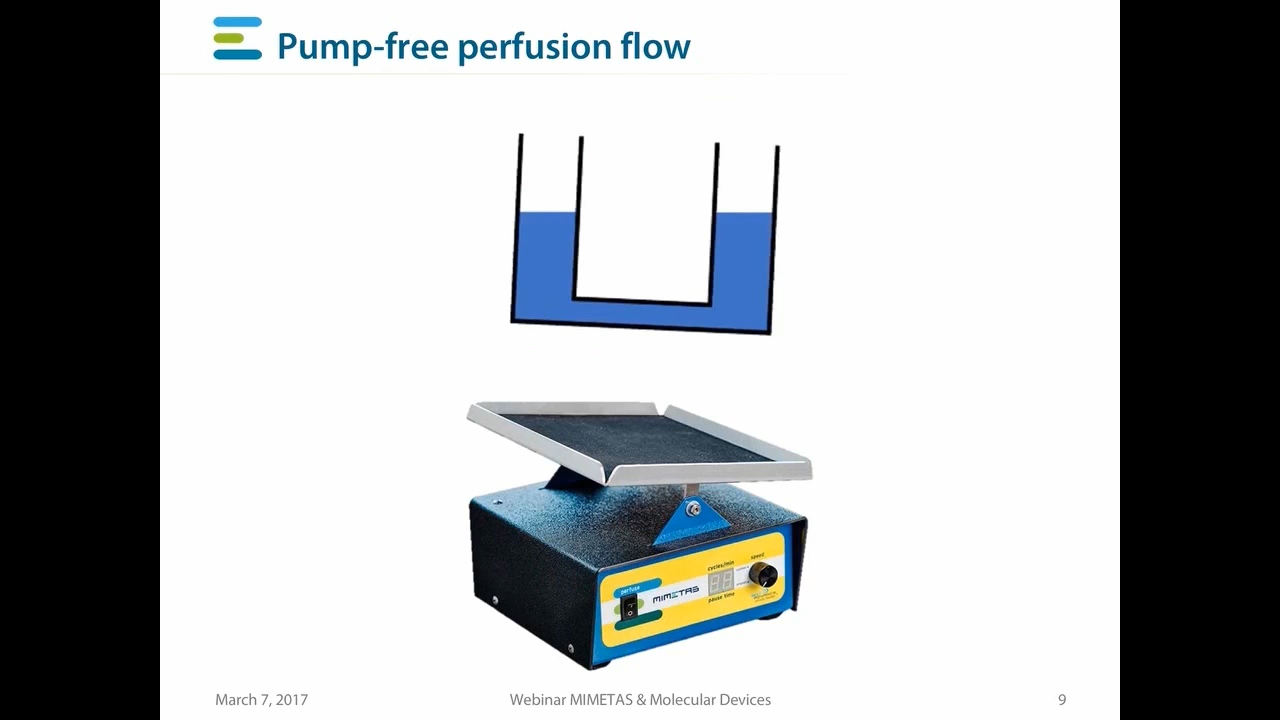 Pump-free perfusion flow
cycles/min
speed
perfuse
MIMETAS
pause time
March 7, 2017
Webinar MIMETAS & Molecular Devices
9